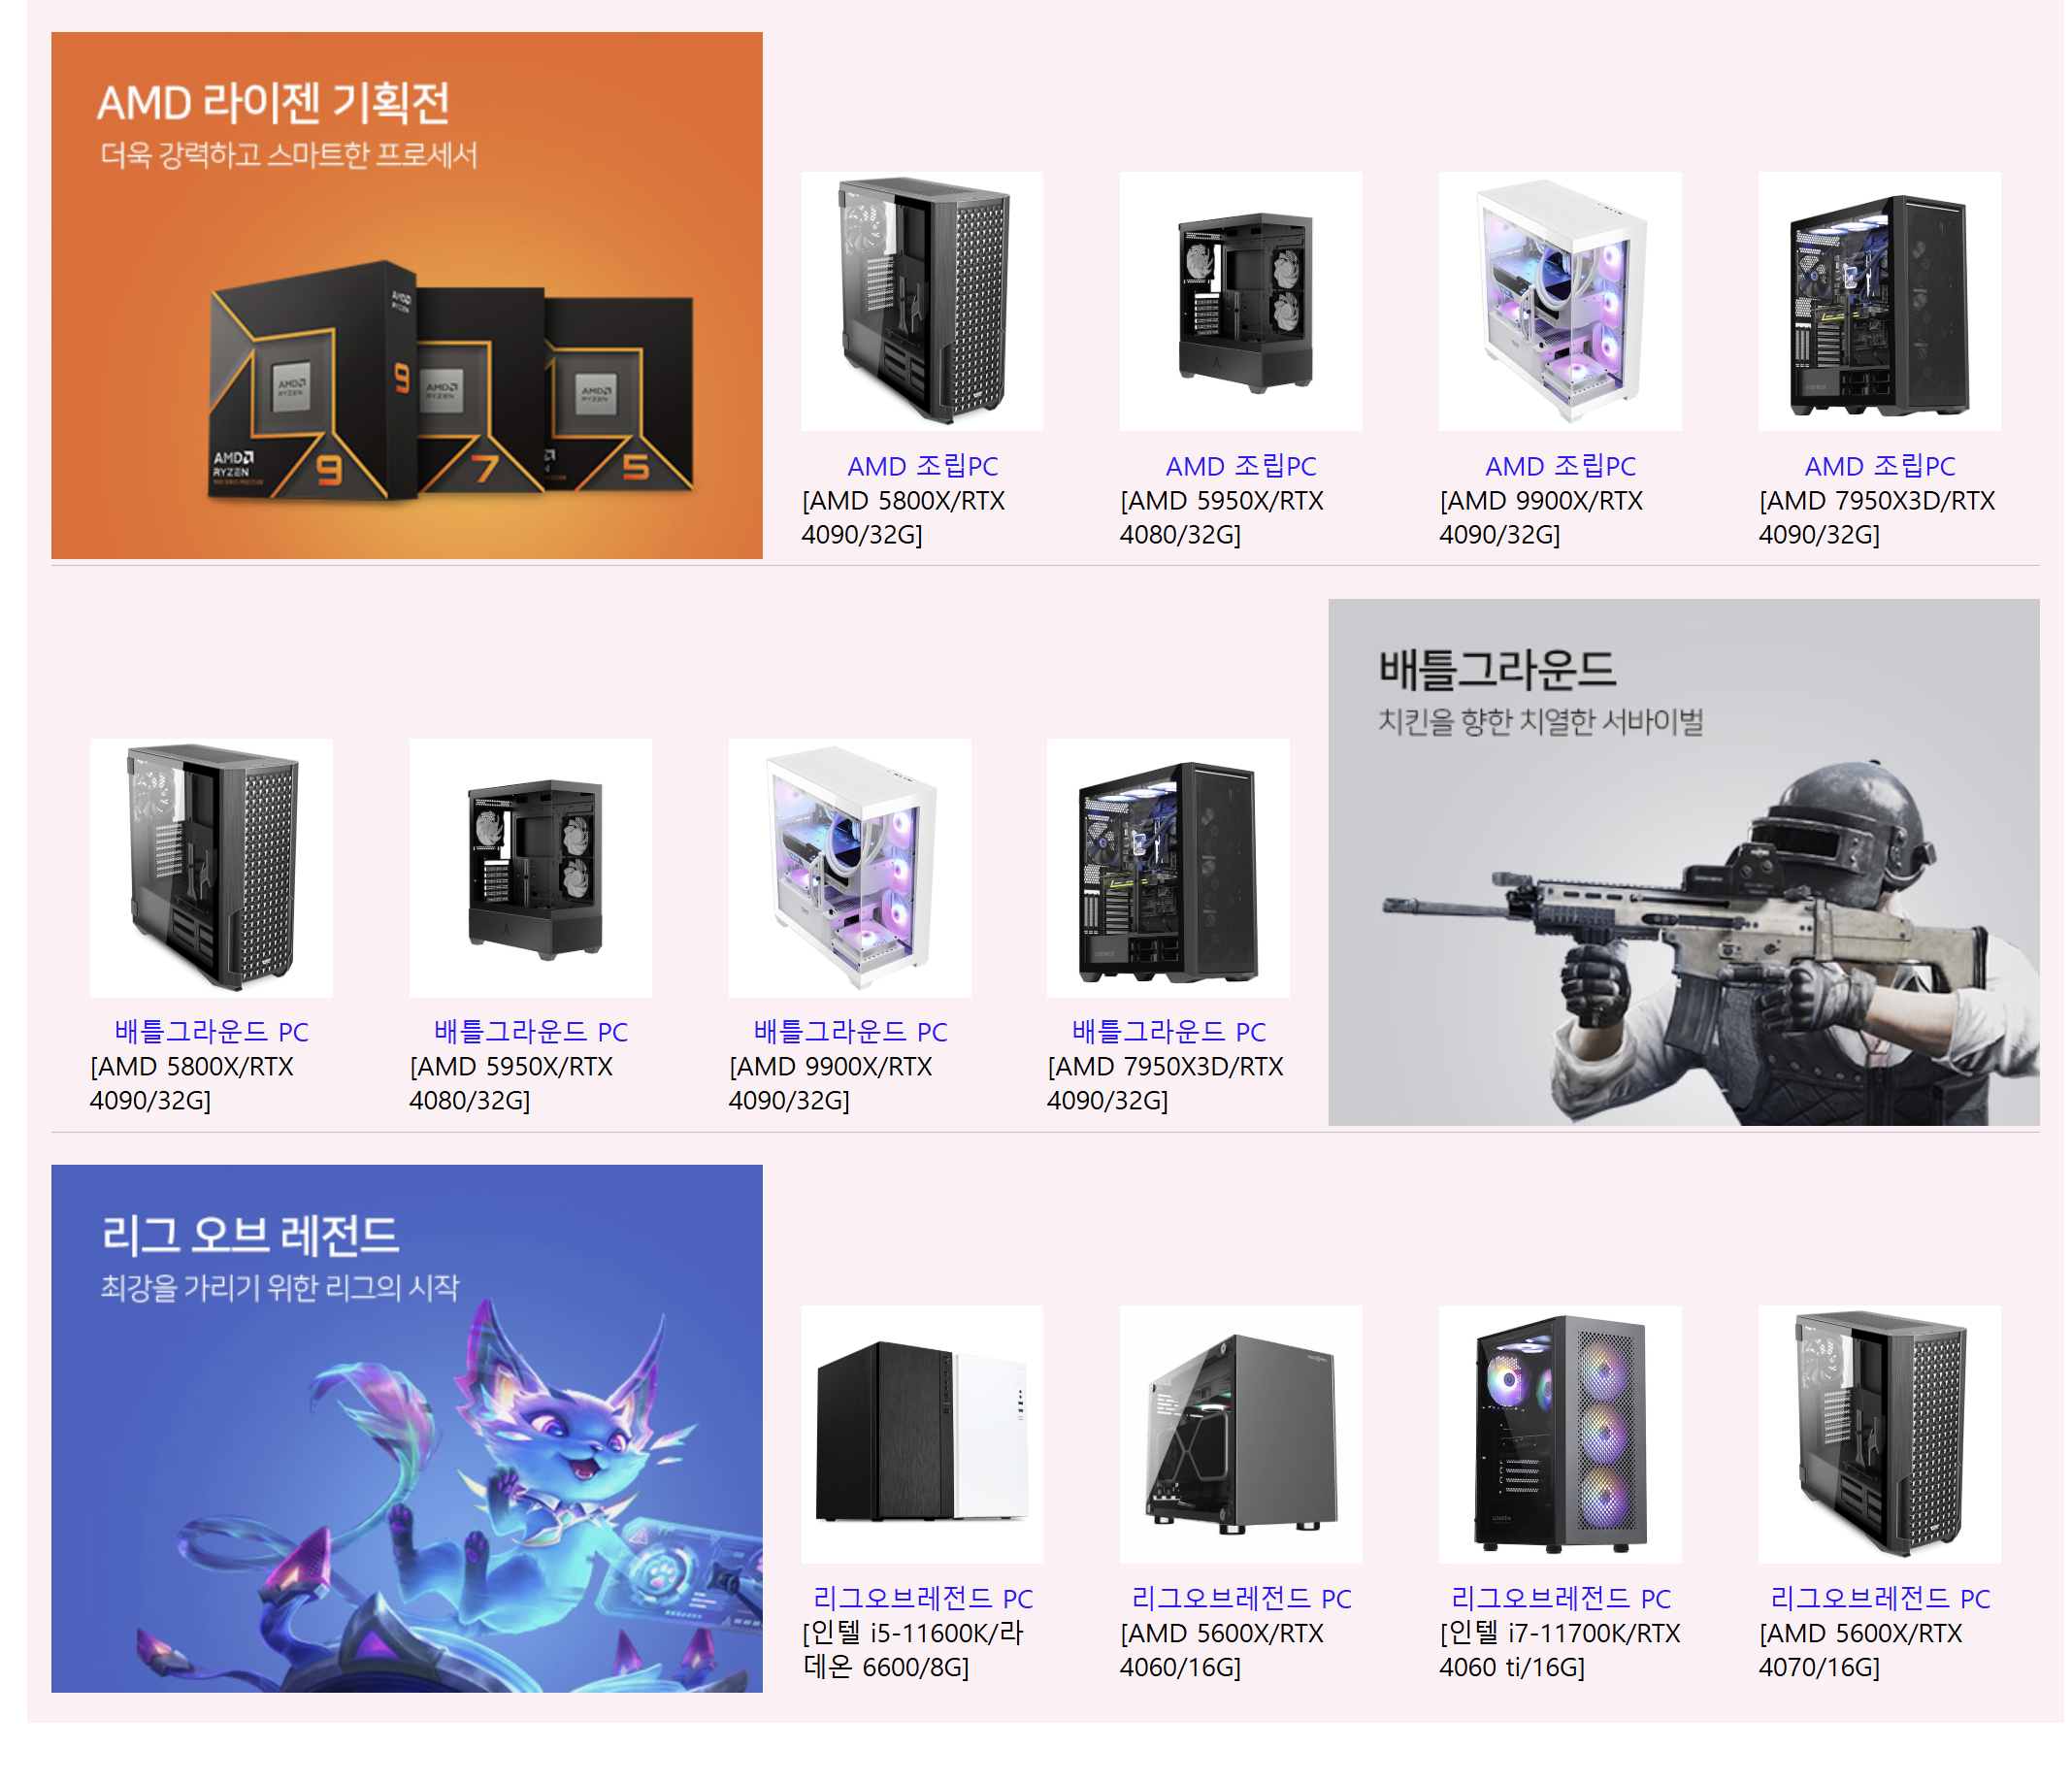 AMD 라이젠 기획전
더욱 강력하고 스마트한 프로세서
AMD
RYZEN
9
AMD
RYZEN
AMD
RYZEN
AMD
RYZEN
AMD
RYZEN
9
7
5
AMD 조립PC
[AMD 5800X/RTX
4090/32G]
AMD 조립PC
[AMD 5950X/RTX
4080/32G]
AMD 조립PC
[AMD 9900X/RTX
4090/32G]
AMD 조립PC
[AMD 7950X3D/RTX
4090/32G]
배틀그라운드 PC
[AMD 5800X/RTX
4090/32G]
배틀그라운드 PC
[AMD 5950X/RTX
4080/32G]
배틀그라운드 PC
[AMD 9900X/RTX
4090/32G]
배틀그라운드 PC
[AMD 7950X3D/RTX
4090/32G]
배틀그라운드
치킨을 향한 치열한 서바이벌
리그 오브 레전드
최강을 가리기 위한 리그의 시작
리그오브레전드 PC
[인텔 i5-11600K/라
데온 6600/8G]
리그오브레전드 PC
[AMD 5600X/RTX
4060/16G]
리그오브레전드 PC
[인텔 i7-11700K/RTX
4060 ti/16G]
리그오브레전드 PC
[AMD 5600X/RTX
4070/16G]